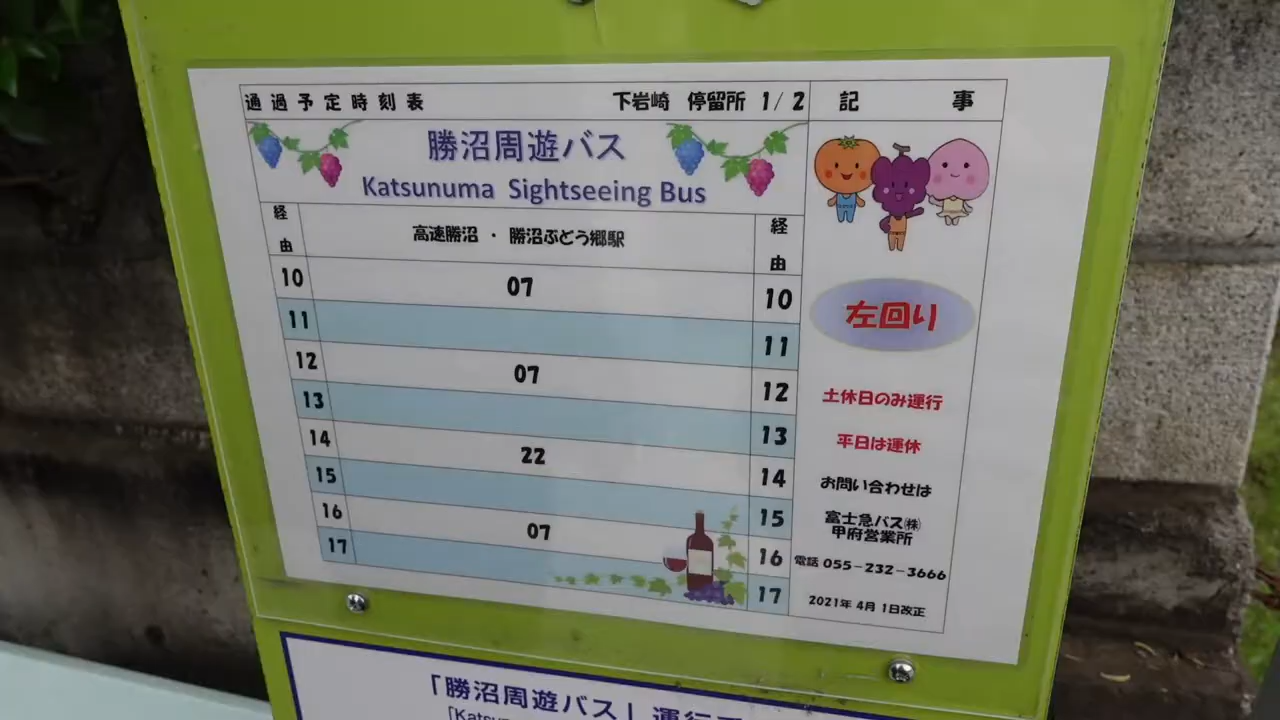 通過予定時刻表 下岩崎 停留所 1/2 記事
勝沼周遊バス
Katsunuma Sightseeing Bus
経由 高速勝沼 ・ 勝沼ぶどう郷駅 経由
10 07 10
11 11
12 07 12
13 13
14 22 14
15 15
16 07 16
17 17
左回り
土休日のみ運行
平日は運休
お問い合わせは
富士急バス㈱
甲府営業所
電話 055-232-3666
2021年 4月 1日改正
「勝沼周遊バス」運行